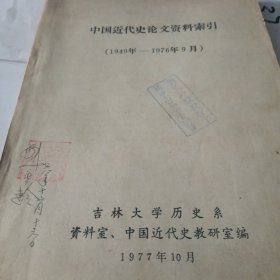 中国近代史论文资料索引
(1949年—1976年9月)
吉林大学历史系
资料室、中国近代史教研室编
1977年10月